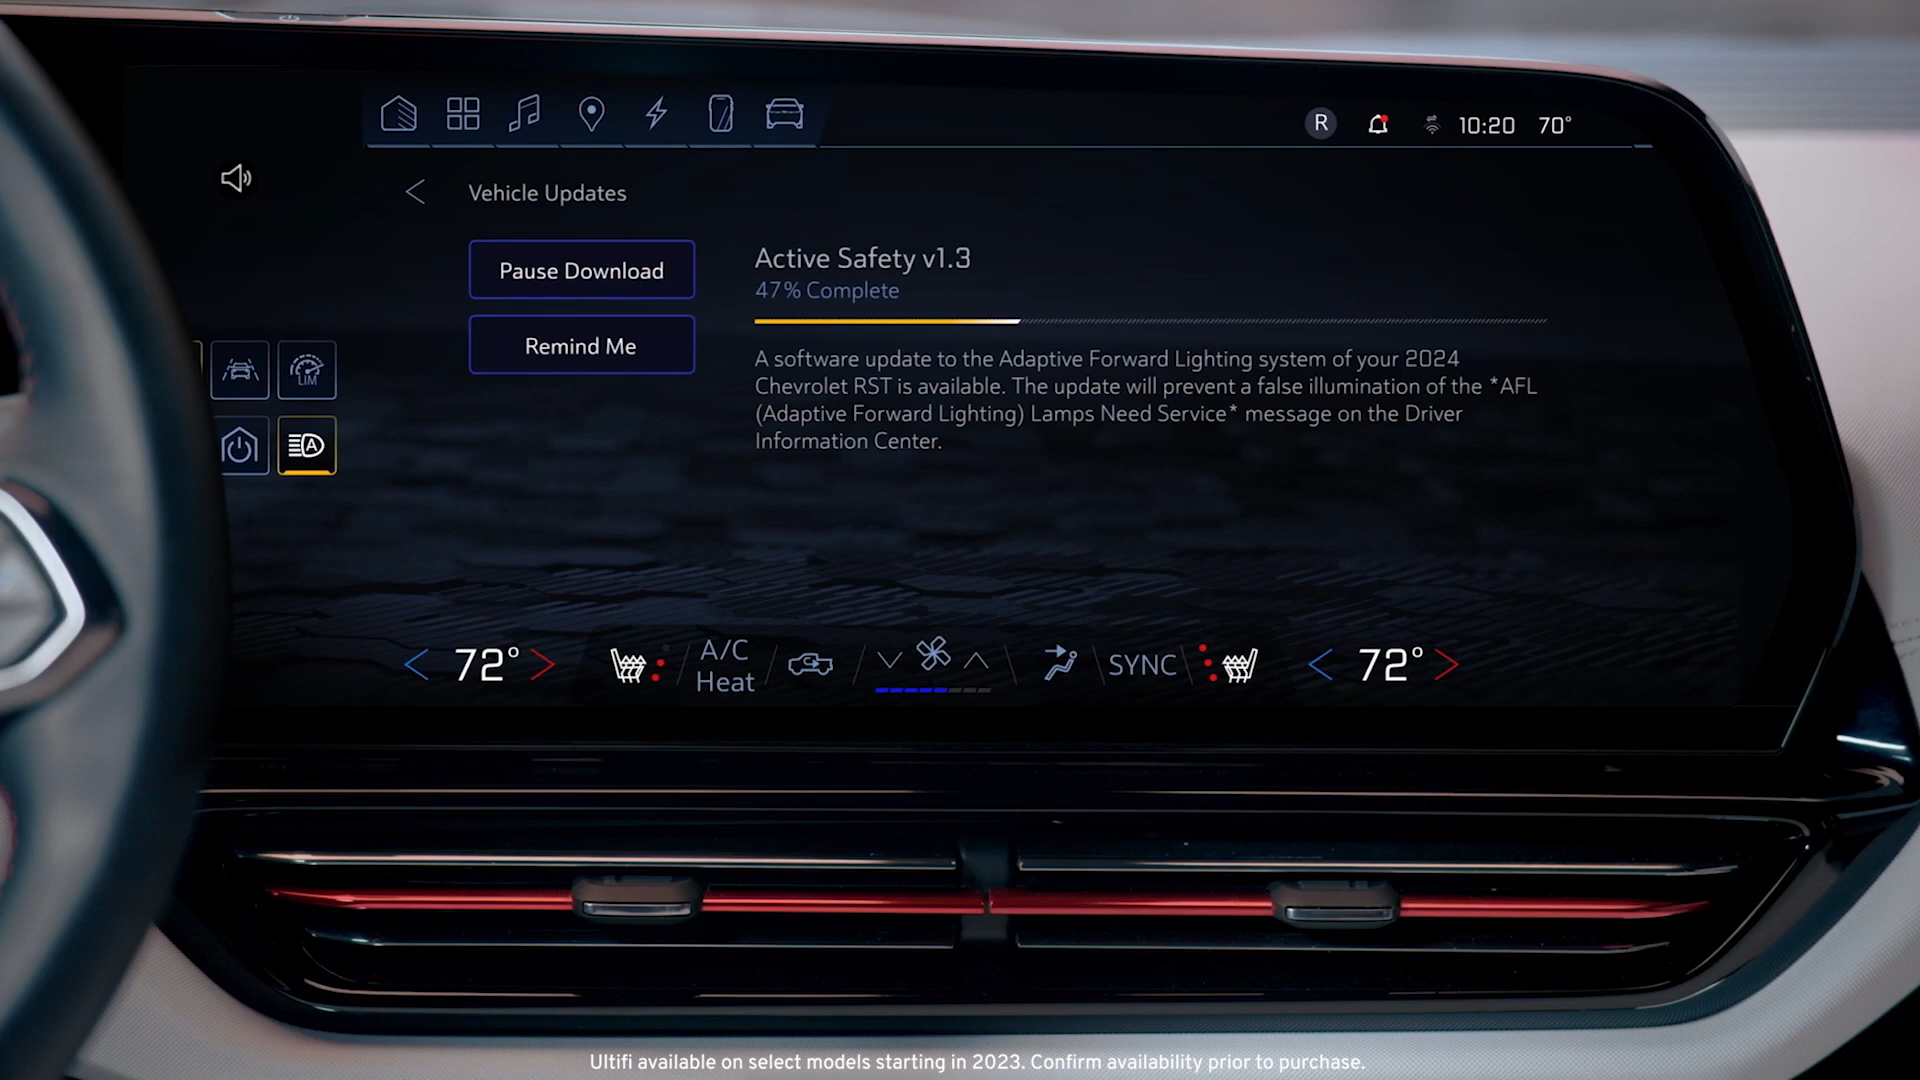 R 10:20 70°
Vehicle Updates
Pause Download
Remind Me
Active Safety v1.3
47% Complete
A software update to the Adaptive Forward Lighting system of your 2024
Chevrolet RST is available. The update will prevent a false illumination of the *AFL
(Adaptive Forward Lighting) Lamps Need Service* message on the Driver
Information Center.
LIM
A
72°
A/C
Heat
SYNC
72°
Ultifi available on select models starting in 2023. Confirm availability prior to purchase.